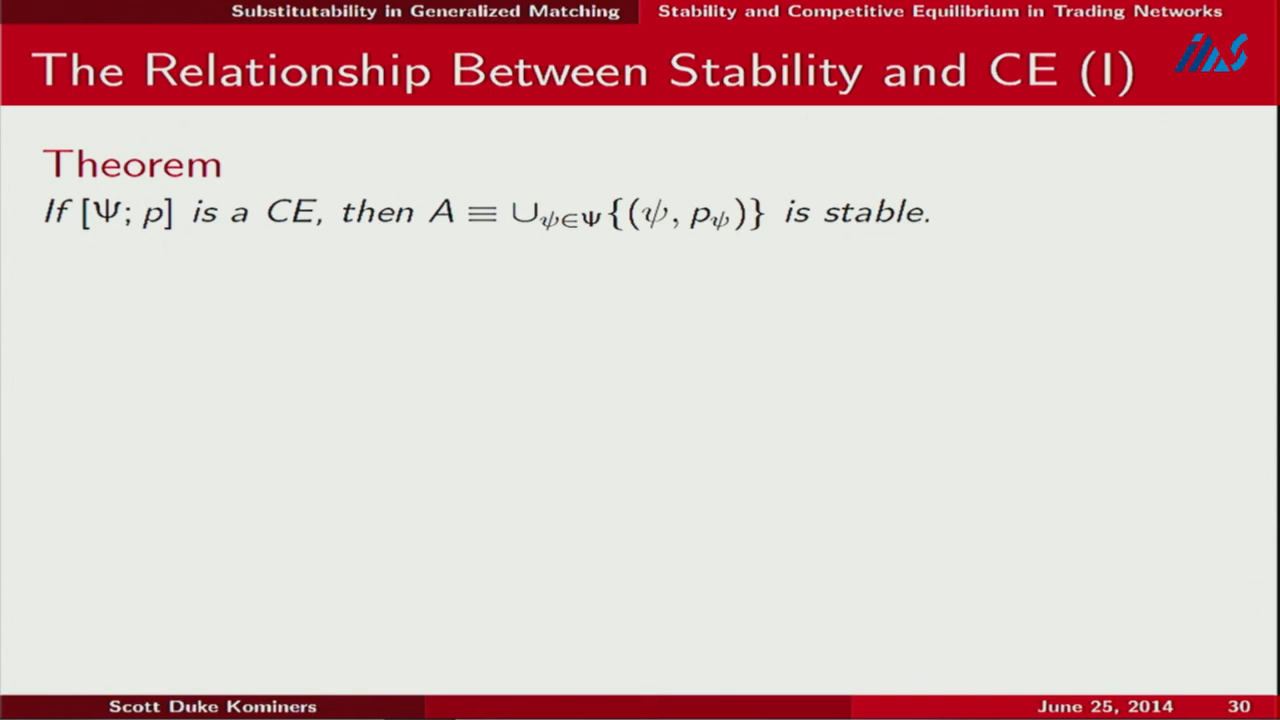 Substitutability in Generalized Matching Stability and Competitive Equilibrium in Trading Networks
The Relationship Between Stability and CE (I)
ias
Theorem
If [Ψ; p] is a CE, then A ≡ ∪ψ∈Ψ{(ψ, pψ)} is stable.
Scott Duke Kominers June 25, 2014 30